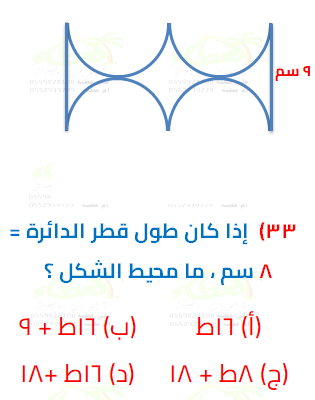 ٩ سم
٣٣) إذا كان طول قطر الدائرة =
٨ سم ، ما محيط الشكل ؟
(أ) ١٦ط (ب) ١٦ط + ٩
(ج) ٨ط + ١٨ (د) ١٦ط +١٨